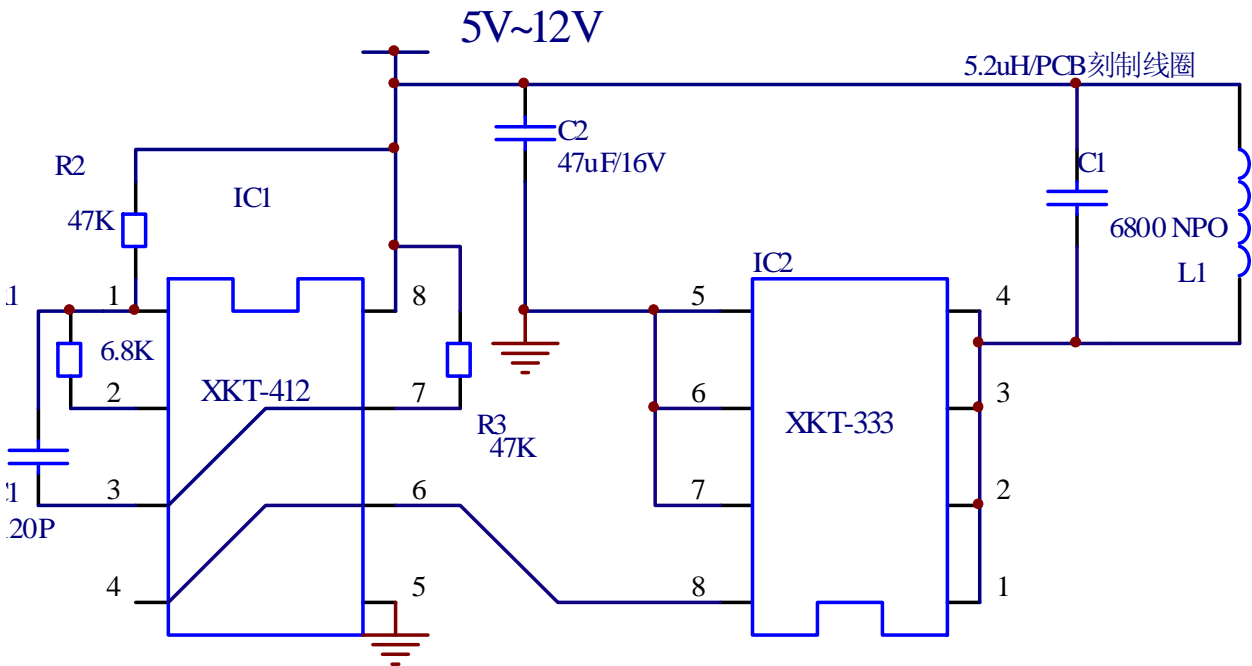 5V~12V
5.2uH/PCB刻制线圈
C2
47uF/16V
R2
47K
IC1
C1
6800 NPO
L1
IC2
1
8
6.8K
XKT-412
2
7
R3
47K
3
6
20P
4
5
5
4
6
3
XKT-333
7
2
8
1